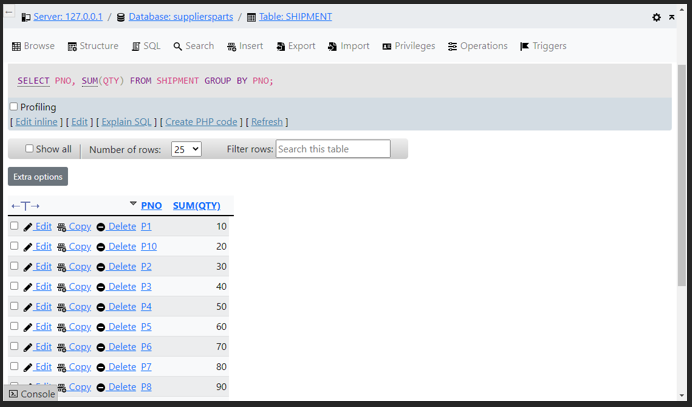 Server: 127.0.0.1 / Database: suppliersparts / Table: SHIPMENT
Browse Structure SQL Search Insert Export Import Privileges Operations Triggers
SELECT PNO, SUM(QTY) FROM SHIPMENT GROUP BY PNO;
Profiling
[ Edit inline ] [ Edit ] [ Explain SQL ] [ Create PHP code ] [ Refresh ]
Show all Number of rows: 25 Filter rows: Search this table
Extra options
←T→ PNO SUM(QTY)
Edit Copy Delete P1 10
Edit Copy Delete P10 20
Edit Copy Delete P2 30
Edit Copy Delete P3 40
Edit Copy Delete P4 50
Edit Copy Delete P5 60
Edit Copy Delete P6 70
Edit Copy Delete P7 80
Edit Copy Delete P8 90
Console